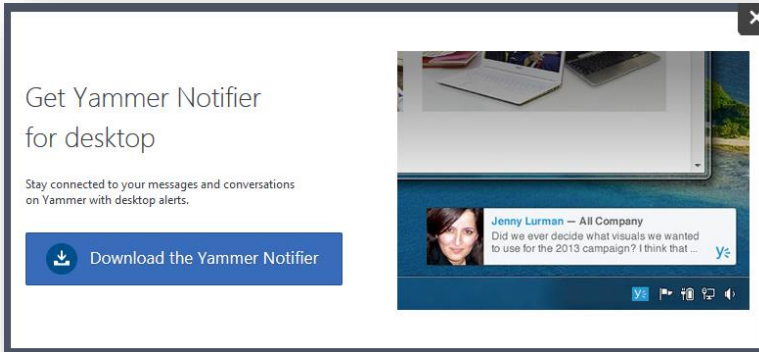 Get Yammer Notifier
for desktop
Stay connected to your messages and conversations
on Yammer with desktop alerts.
Download the Yammer Notifier
Jenny Lurman — All Company
Did we ever decide what visuals we wanted
to use for the 2013 campaign? I think that ...